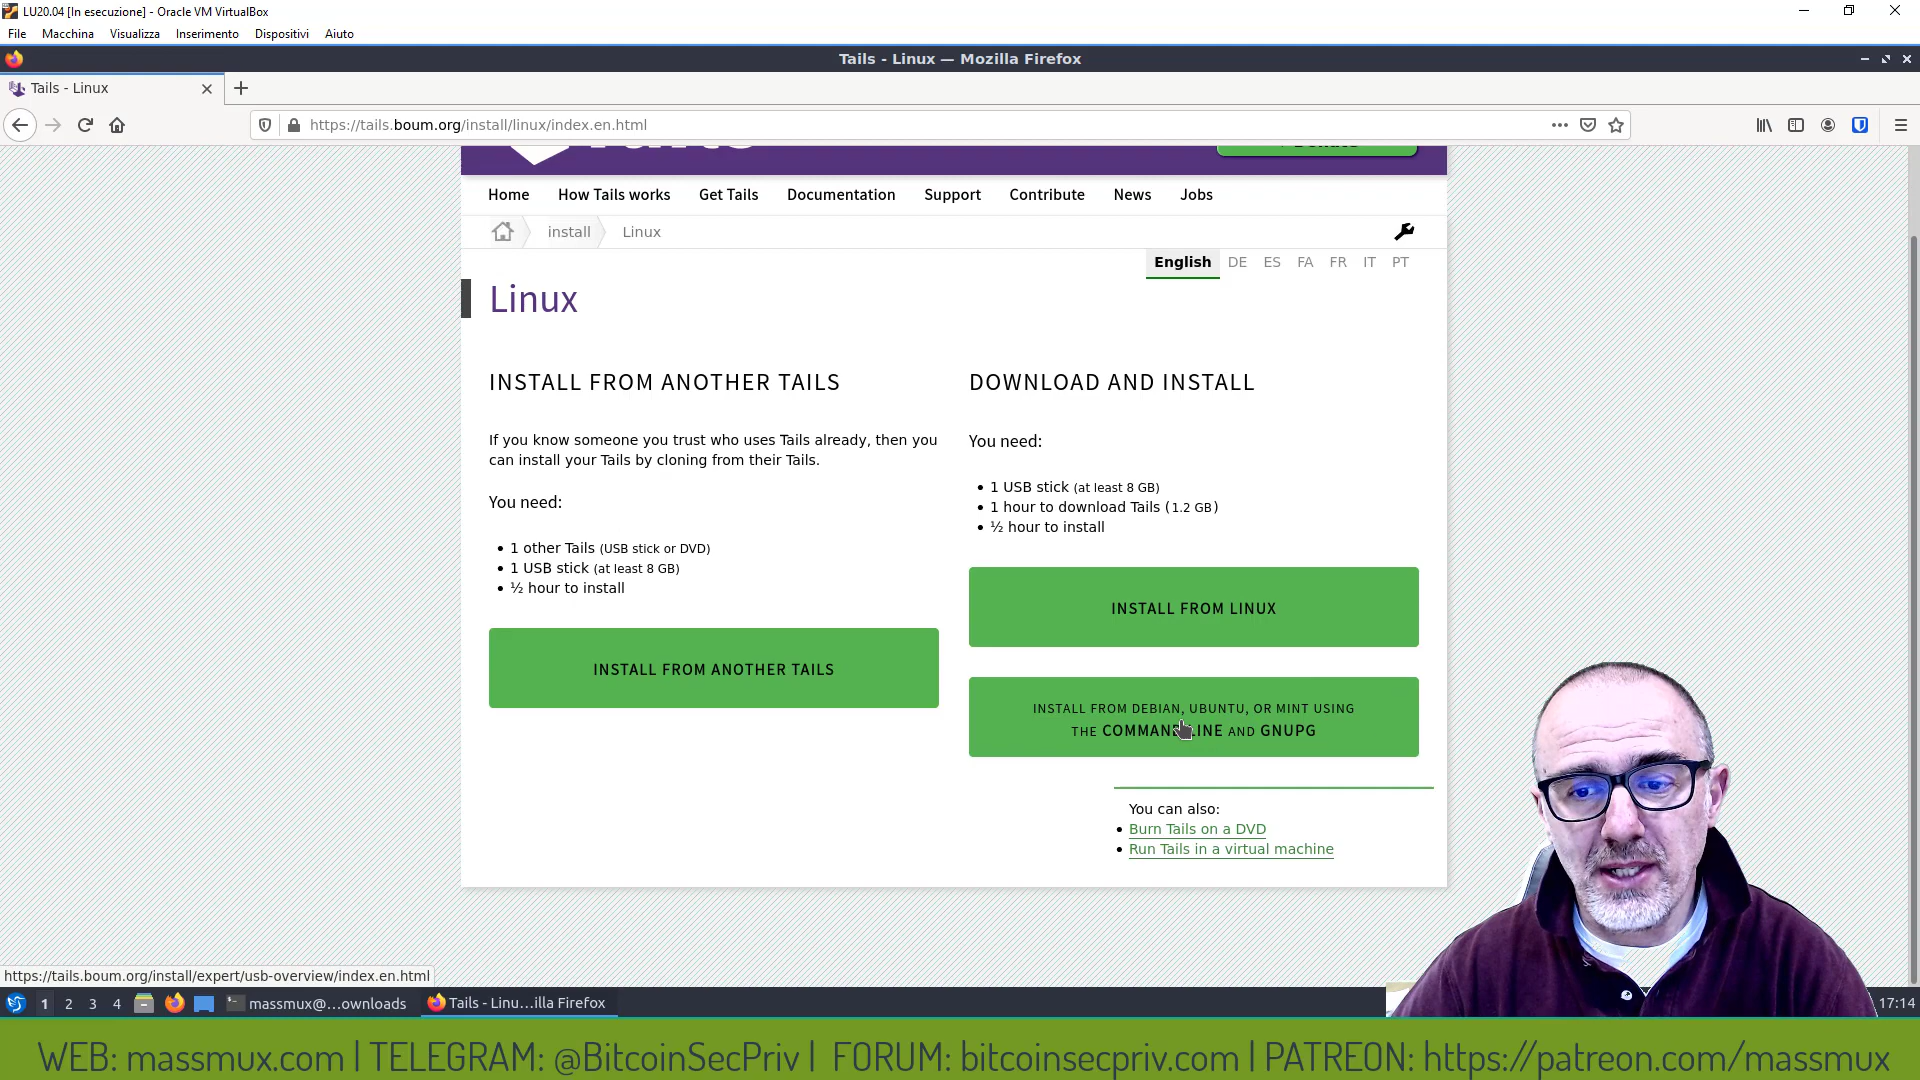 LU20.04 [In esecuzione] - Oracle VM VirtualBox
File Macchina Visualizza Inserimento Dispositivi Aiuto
Tails - Linux — Mozilla Firefox
Tails - Linux
https://tails.boum.org/install/linux/index.en.html
Home How Tails works Get Tails Documentation Support Contribute News Jobs
install Linux
English DE ES FA FR IT PT
Linux
INSTALL FROM ANOTHER TAILS
If you know someone you trust who uses Tails already, then you
can install your Tails by cloning from their Tails.
You need:
• 1 other Tails (USB stick or DVD)
• 1 USB stick (at least 8 GB)
• ½ hour to install
INSTALL FROM ANOTHER TAILS
DOWNLOAD AND INSTALL
You need:
• 1 USB stick (at least 8 GB)
• 1 hour to download Tails (1.2 GB)
• ½ hour to install
INSTALL FROM LINUX
INSTALL FROM DEBIAN, UBUNTU, OR MINT USING
THE COMMAND LINE AND GNUPG
You can also:
• Burn Tails on a DVD
• Run Tails in a virtual machine
https://tails.boum.org/install/expert/usb-overview/index.en.html
1 2 3 4 massmux@...ownloads Tails - Linu...illa Firefox 17:14
WEB: massmux.com | TELEGRAM: @BitcoinSecPriv | FORUM: bitcoinsecpriv.com | PATREON: https://patreon.com/massmux